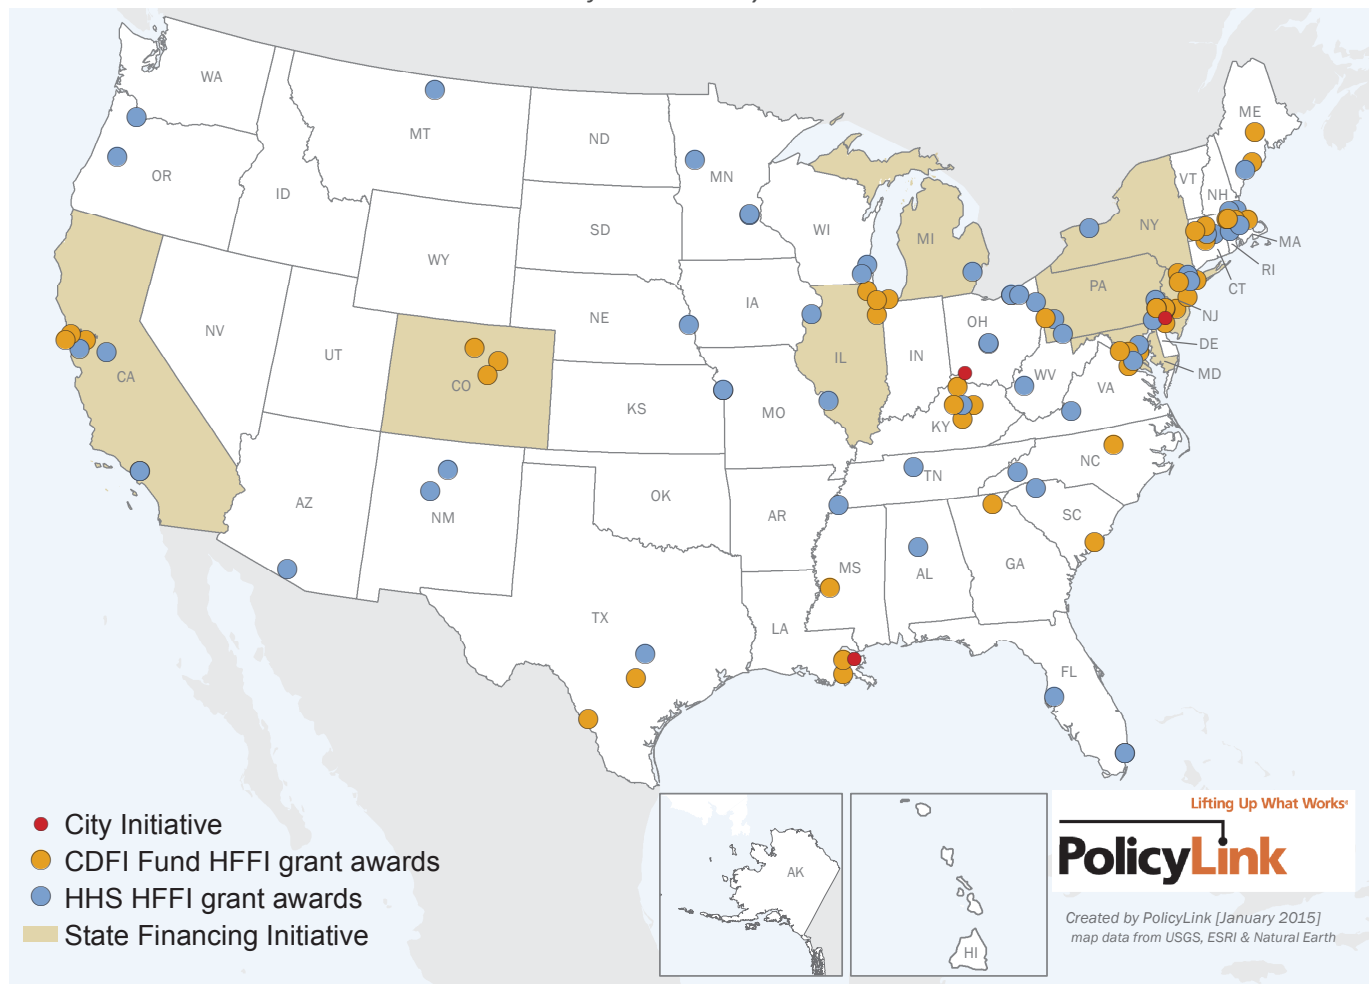 WA
MT
ND
MN
ME
VT
NH
OR
ID
SD
WI
MI
NY
MA
RI
CT
WY
IA
PA
NJ
NE
OH
DE
NV
UT
CO
IL
IN
WV
MD
CA
KS
MO
VA
KY
NC
AZ
NM
OK
TN
AR
SC
MS
AL
GA
TX
LA
FL
AK
HI
City Initiative
CDFI Fund HFFI grant awards
HHS HFFI grant awards
State Financing Initiative
Lifting Up What Works
PolicyLink
Created by PolicyLink [January 2015]
map data from USGS, ESRI & Natural Earth